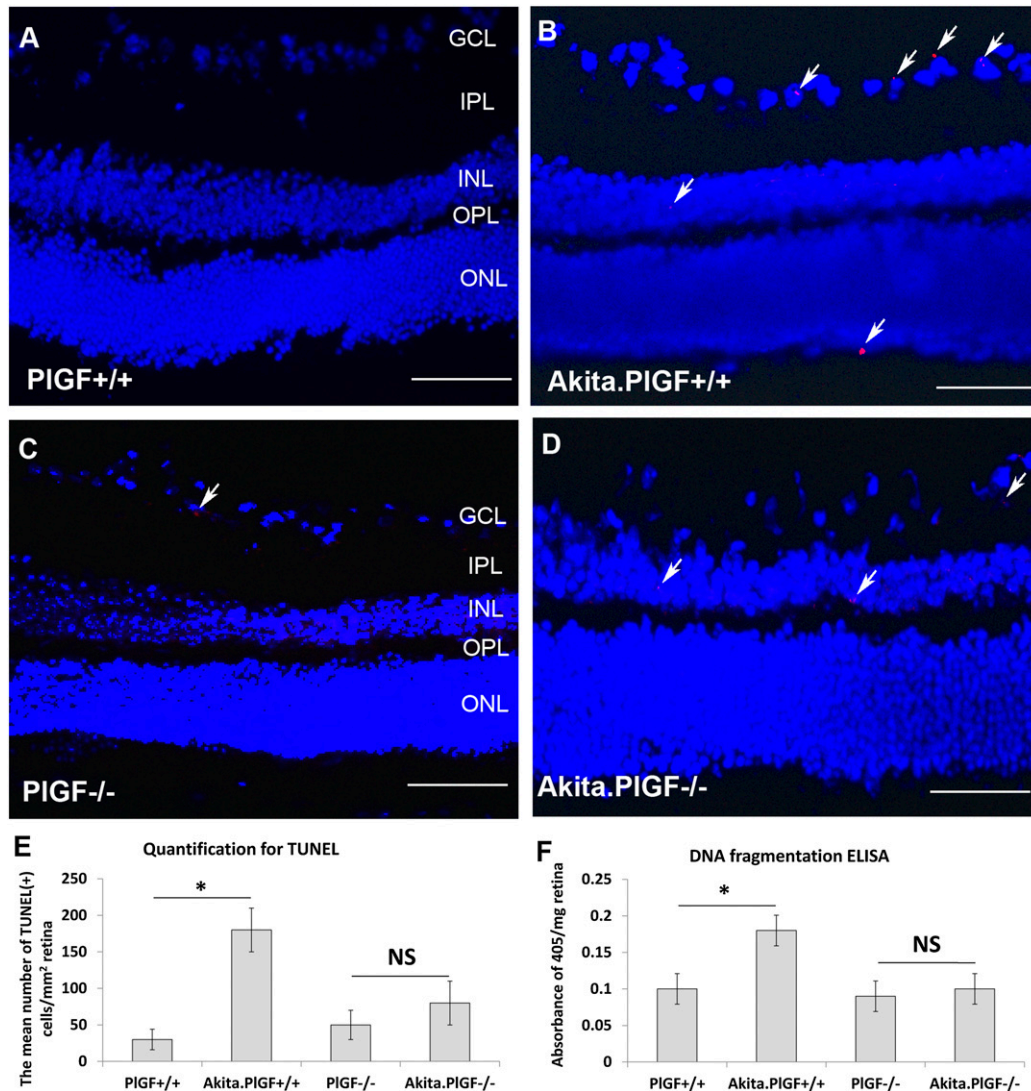 A
GCL
IPL
INL
OPL
ONL
PlGF+/+
B
Akita.PlGF+/+
C
GCL
IPL
INL
OPL
ONL
PlGF-/-
D
Akita.PlGF-/-
E
Quantification for TUNEL
The mean number of TUNEL(+)
cells/mm² retina
250
200
150
100
50
0
*
NS
PlGF+/+ Akita.PlGF+/+ PlGF-/- Akita.PlGF-/-
F
DNA fragmentation ELISA
Absorbance of 405/mg retina
0.25
0.2
0.15
0.1
0.05
0
*
NS
PlGF+/+ Akita.PlGF+/+ PlGF-/- Akita.PlGF-/-